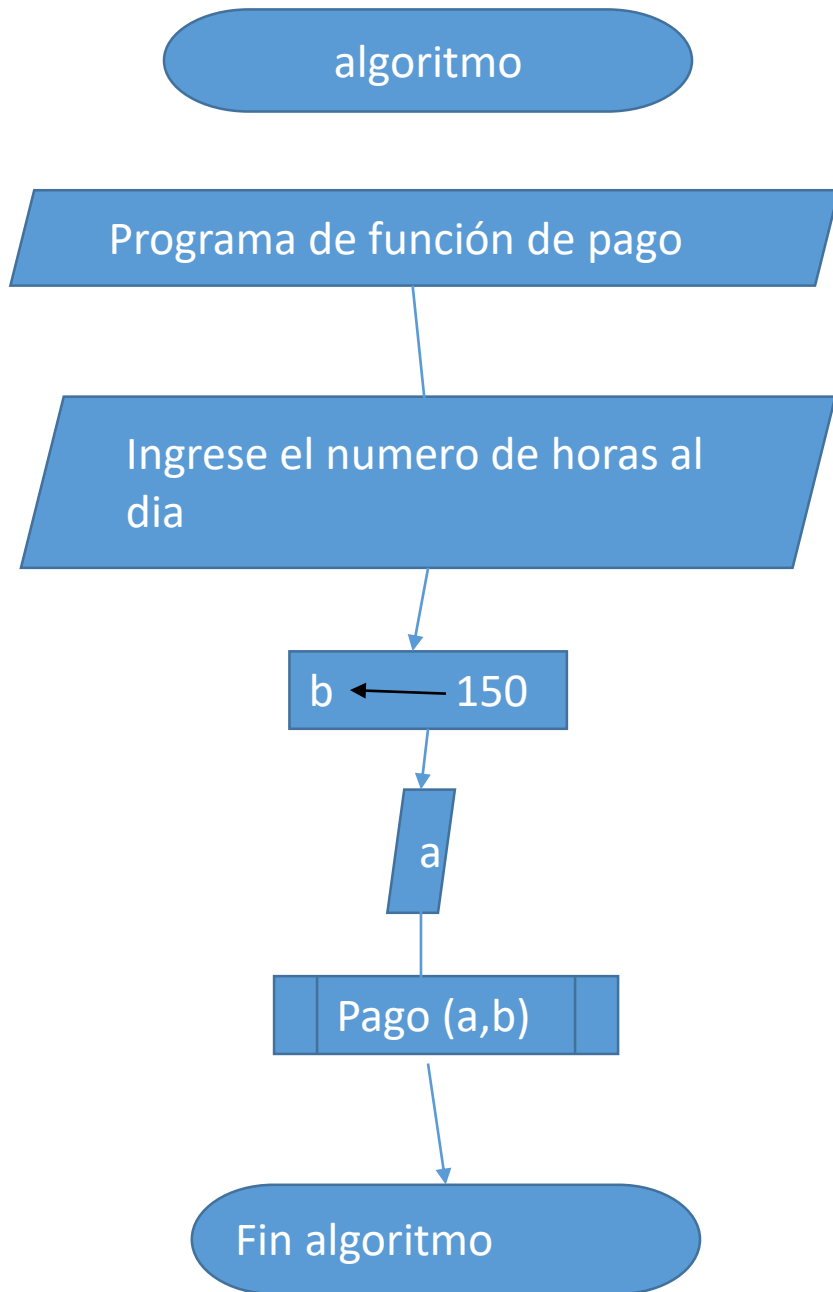 algoritmo
Programa de función de pago
Ingrese el numero de horas al
dia
b 150
a
Pago (a,b)
Fin algoritmo